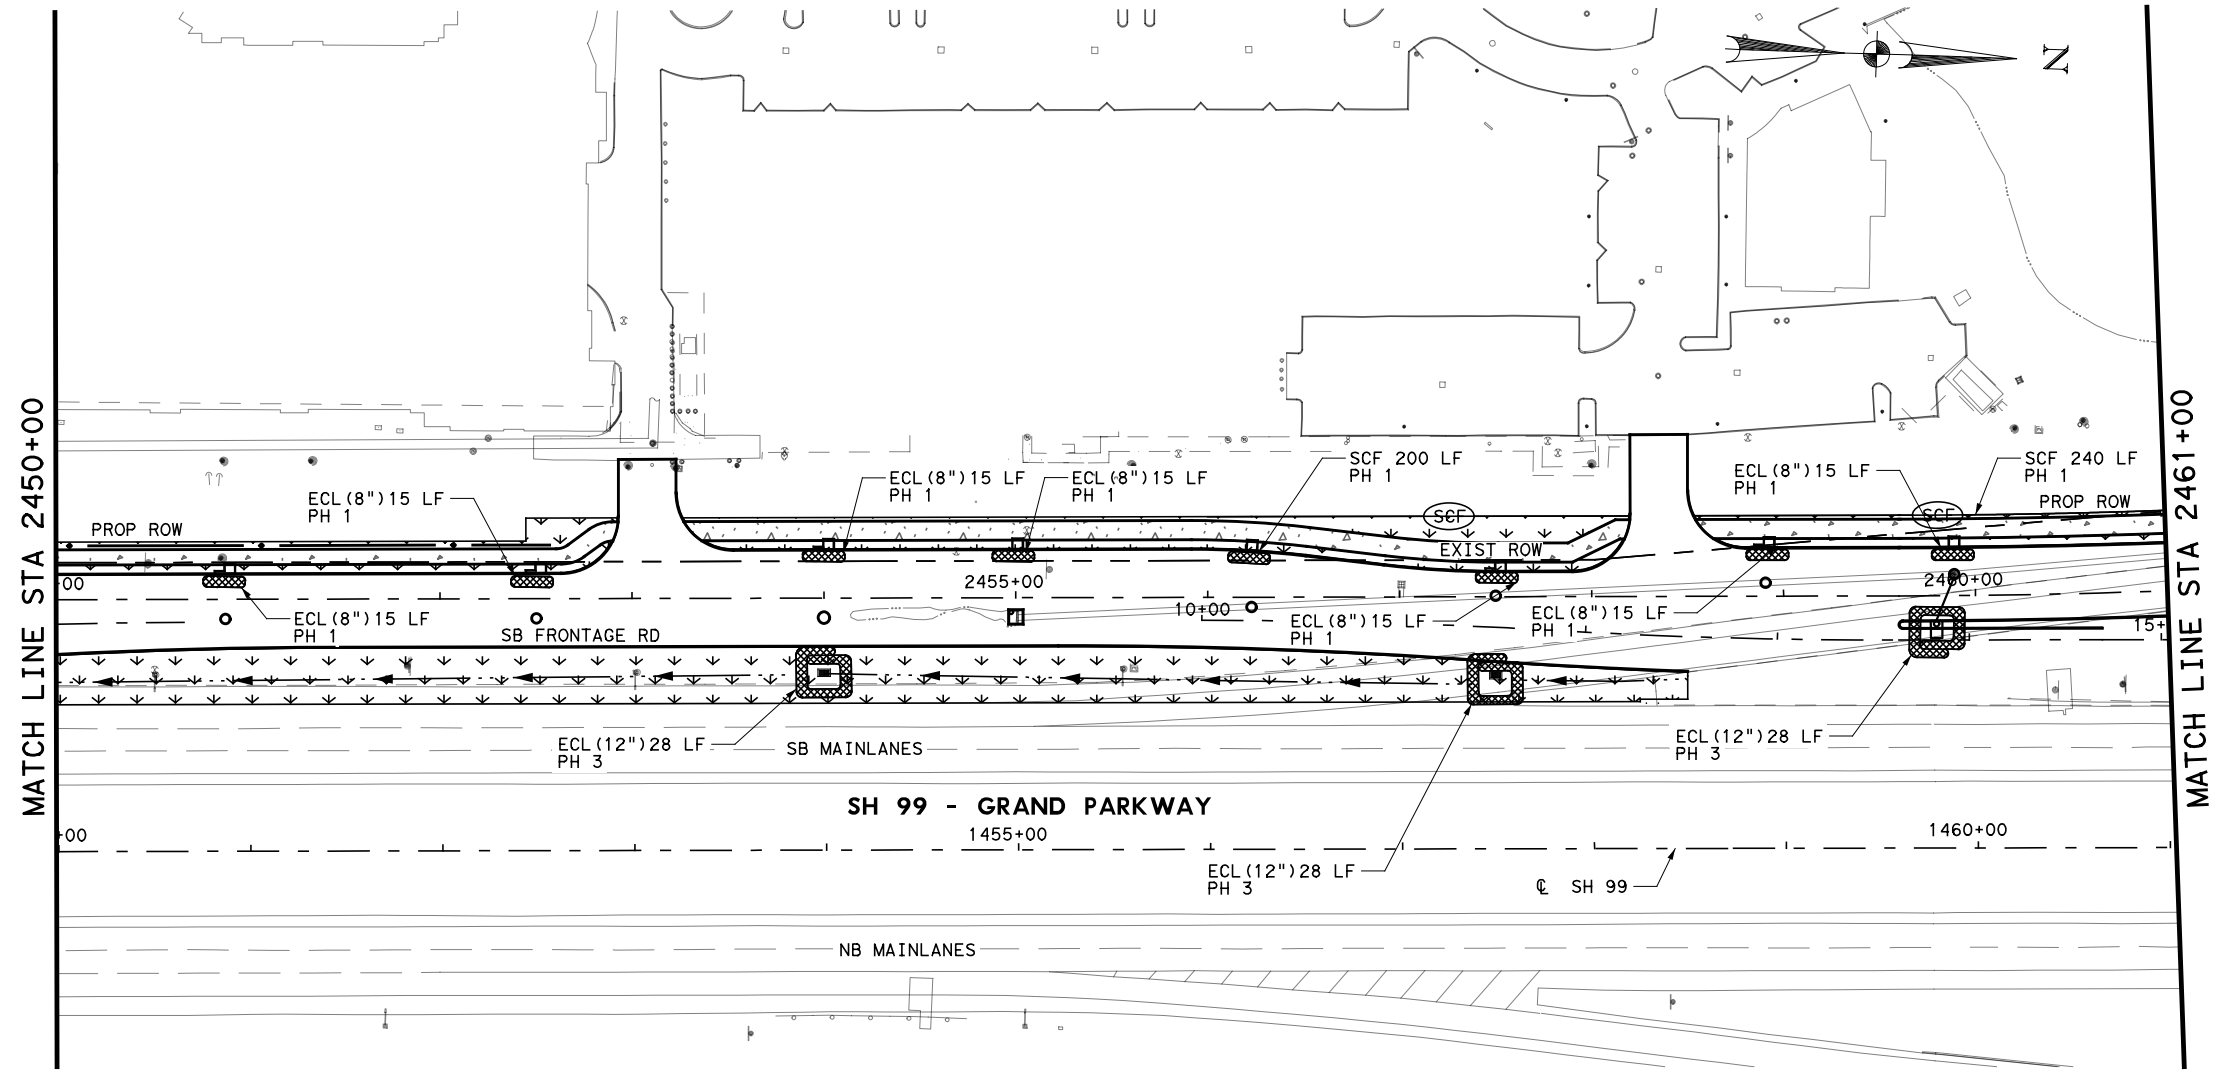 N
MATCH LINE STA 2450+00
MATCH LINE STA 2461+00
SCF 200 LF
PH 1
SCF 240 LF
PH 1
ECL(8")15 LF
PH 1
ECL(8")15 LF
PH 1
ECL(8")15 LF
PH 1
ECL(8")15 LF
PH 1
PROP ROW
PROP ROW
SCF
SCF
EXIST ROW
+00
2455+00
2460+00
10+00
15+
ECL(8")15 LF
PH 1
ECL(8")15 LF
PH 1
ECL(8")15 LF
PH 1
SB FRONTAGE RD
ECL(12")28 LF
PH 3
SB MAINLANES
ECL(12")28 LF
PH 3
SH 99 - GRAND PARKWAY
+00
1455+00
1460+00
ECL(12")28 LF
PH 3
℄ SH 99
NB MAINLANES